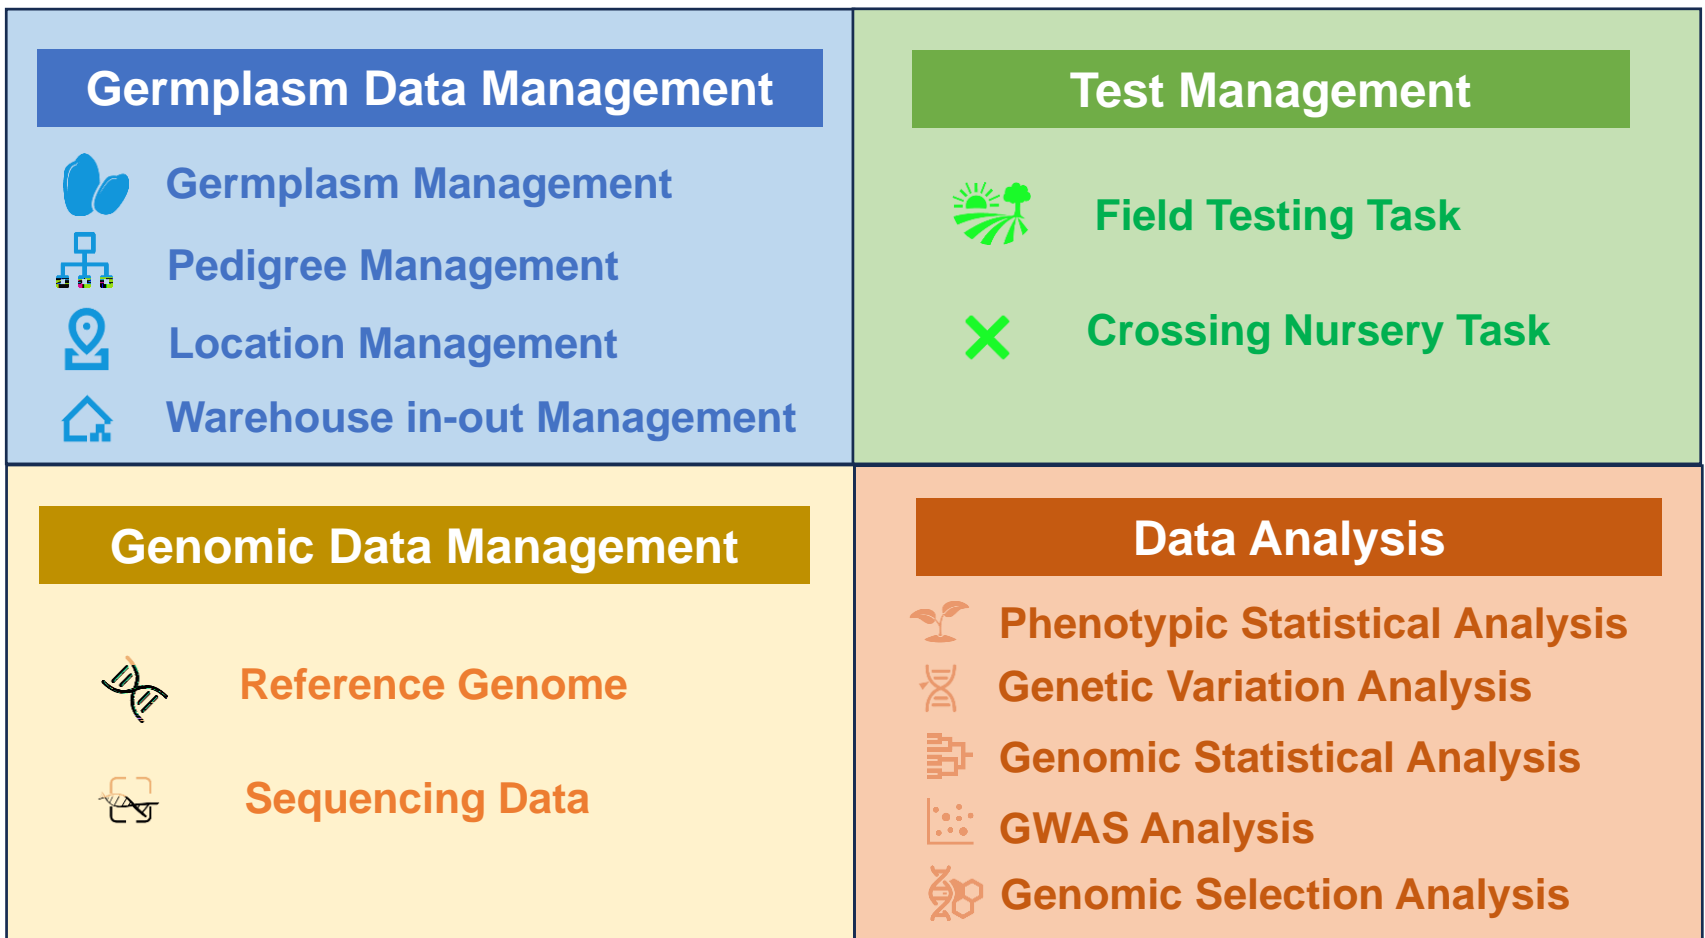 Germplasm Data Management
Germplasm Management
Pedigree Management
Location Management
Warehouse in-out Management
Test Management
Field Testing Task
Crossing Nursery Task
Genomic Data Management
Reference Genome
Sequencing Data
Data Analysis
Phenotypic Statistical Analysis
Genetic Variation Analysis
Genomic Statistical Analysis
GWAS Analysis
Genomic Selection Analysis